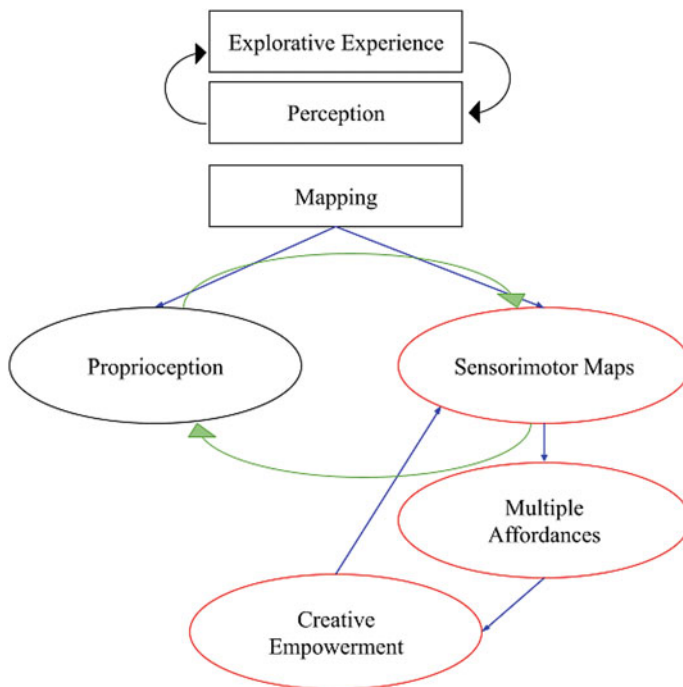 Explorative Experience
Perception
Mapping
Proprioception
Sensorimotor Maps
Multiple
Affordances
Creative
Empowerment